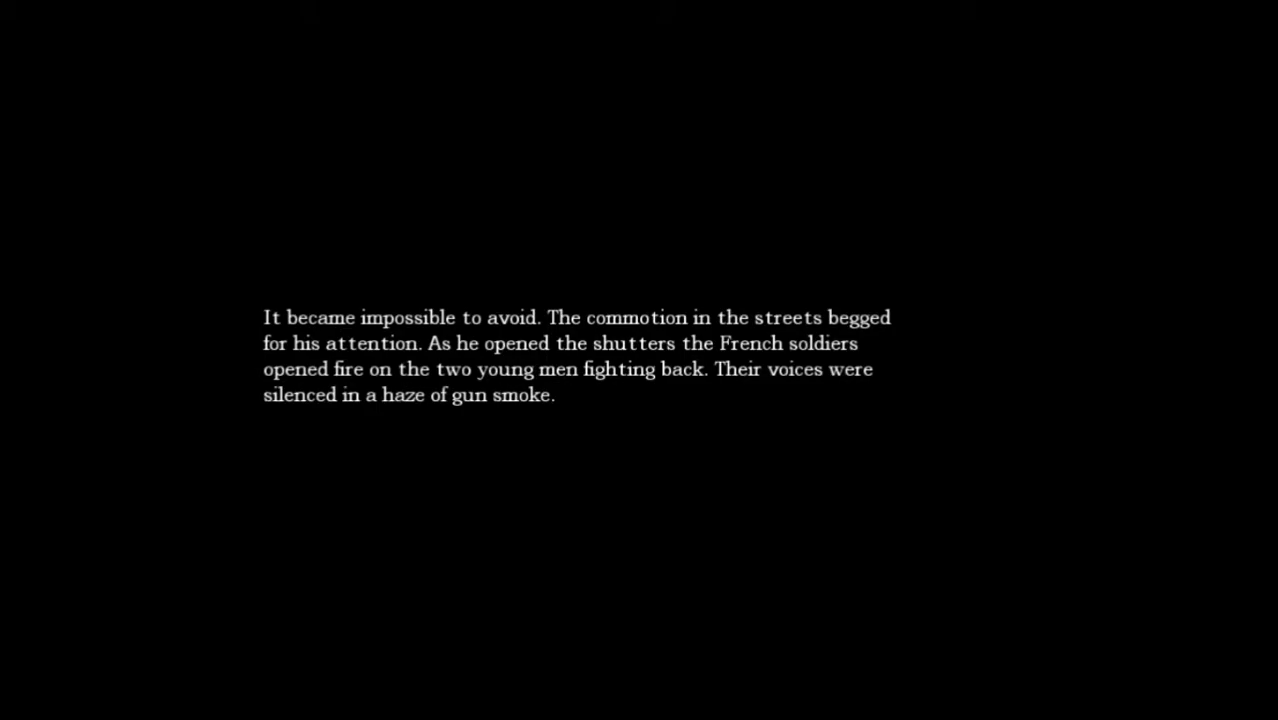 It became impossible to avoid. The commotion in the streets begged
for his attention. As he opened the shutters the French soldiers
opened fire on the two young men fighting back. Their voices were
silenced in a haze of gun smoke.